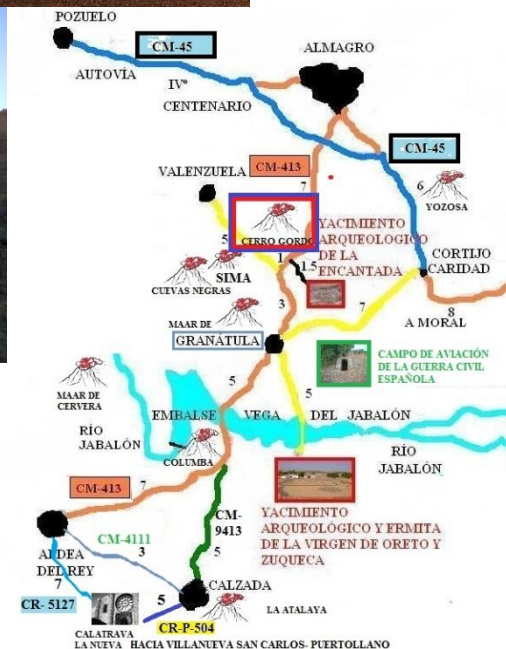 POZUELO
CM-45
ALMAGRO
AUTOVÍA
IVº
CENTENARIO
CM-45
CM-413
VALENZUELA
7
6
YOZOSA
5
CERRO GORDO
YACIMIENTO
ARQUEOLOGICO
DE LA
ENCANTADA
CORTIJO
CARIDAD
SIMA
1
1.5
CUEVAS NEGRAS
3
7
8
A MORAL
MAAR DE
GRANÁTULA
CAMPO DE AVIACIÓN
DE LA GUERRA CIVIL
ESPAÑOLA
5
5
MAAR DE
CERVERA
EMBALSE VEGA DEL JABALÓN
RÍO
JABALÓN
RÍO
JABALÓN
COLUMBA
CM-413
7
YACIMIENTO
ARQUEOLÓGICO Y ERMITA
DE LA VIRGEN DE ORETO Y
ZUQUECA
CM-
9413
CM-4111
3
5
ALDEA
DEL REY
7
CALZADA
CR- 5127
5
LA ATALAYA
CR-P-504
CALATRAVA
LA NUEVA
HACIA VILLANUEVA SAN CARLOS- PUERTOLLANO